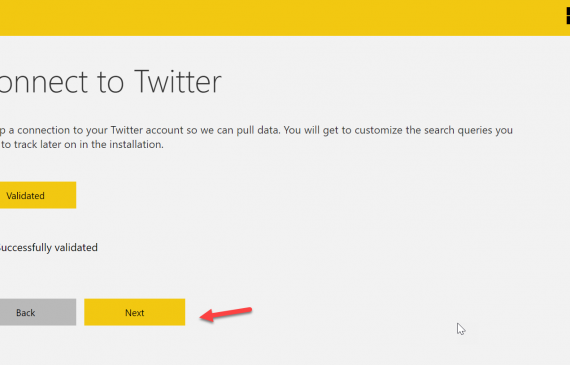 onnect to Twitter
p a connection to your Twitter account so we can pull data. You will get to customize the search queries you
to track later on in the installation.
Validated
uccessfully validated
Back Next